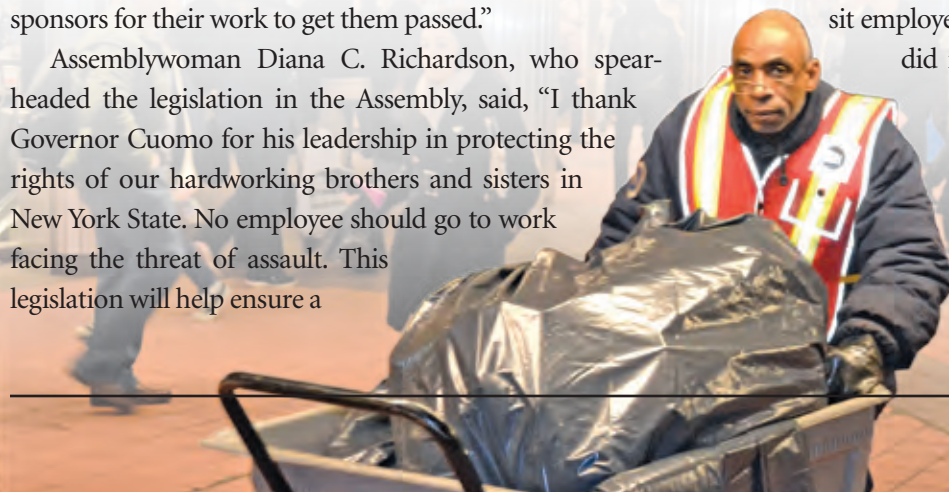 sponsors for their work to get them passed.”
Assemblywoman Diana C. Richardson, who spear-
headed the legislation in the Assembly, said, “I thank
Governor Cuomo for his leadership in protecting the
rights of our hardworking brothers and sisters in
New York State. No employee should go to work
facing the threat of assault. This
legislation will help ensure a
sit employe
did